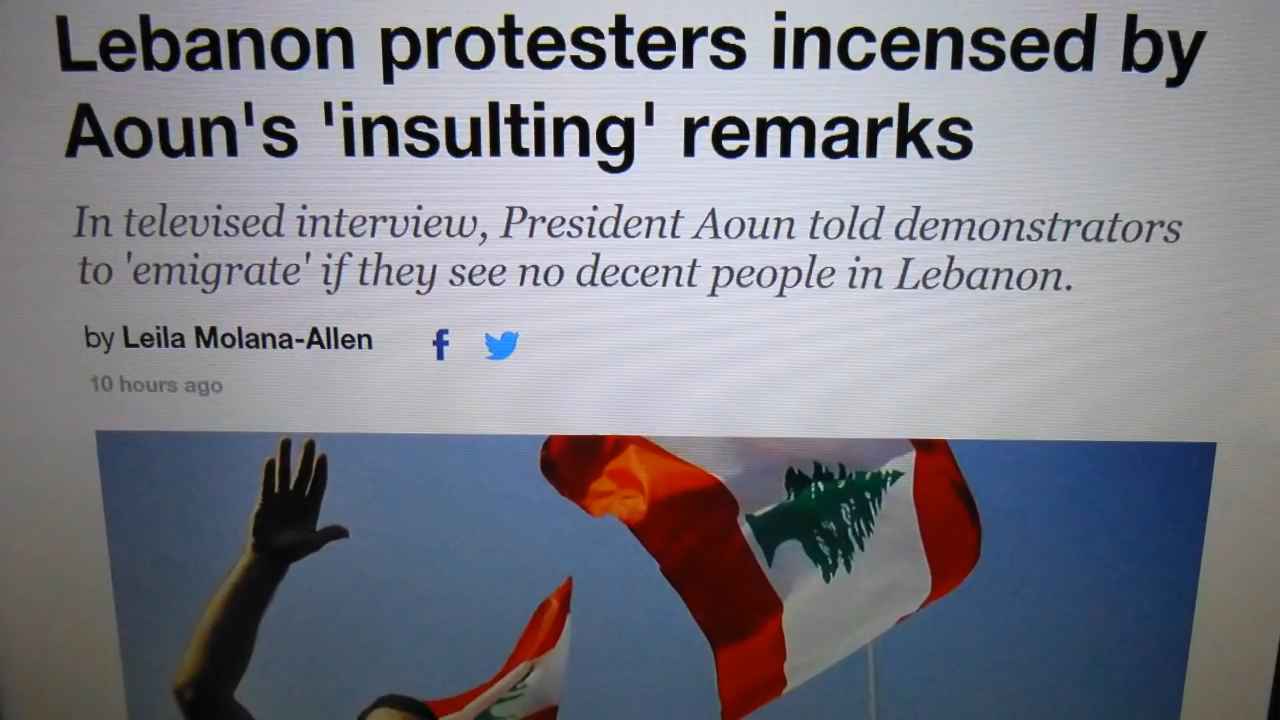 Lebanon protesters incensed by
Aoun's 'insulting' remarks
In televised interview, President Aoun told demonstrators
to 'emigrate' if they see no decent people in Lebanon.
by Leila Molana-Allen
10 hours ago